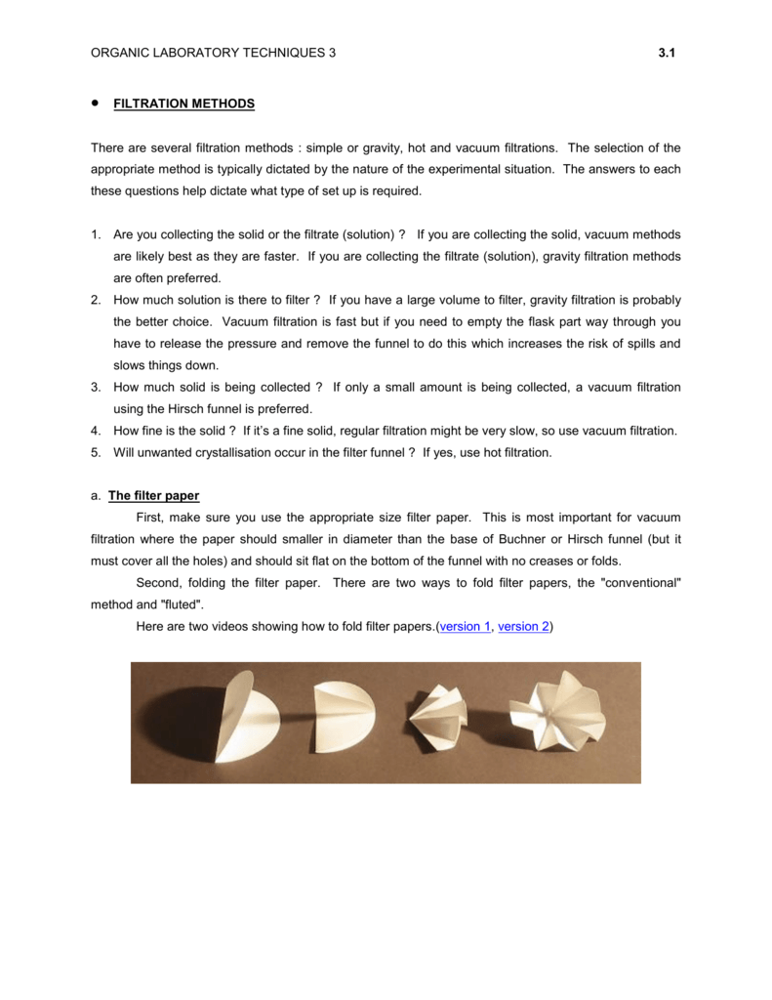 ORGANIC LABORATORY TECHNIQUES 3 3.1
• FILTRATION METHODS
There are several filtration methods : simple or gravity, hot and vacuum filtrations. The selection of the
appropriate method is typically dictated by the nature of the experimental situation. The answers to each
these questions help dictate what type of set up is required.
1. Are you collecting the solid or the filtrate (solution) ? If you are collecting the solid, vacuum methods
are likely best as they are faster. If you are collecting the filtrate (solution), gravity filtration methods
are often preferred.
2. How much solution is there to filter ? If you have a large volume to filter, gravity filtration is probably
the better choice. Vacuum filtration is fast but if you need to empty the flask part way through you
have to release the pressure and remove the funnel to do this which increases the risk of spills and
slows things down.
3. How much solid is being collected ? If only a small amount is being collected, a vacuum filtration
using the Hirsch funnel is preferred.
4. How fine is the solid ? If it’s a fine solid, regular filtration might be very slow, so use vacuum filtration.
5. Will unwanted crystallisation occur in the filter funnel ? If yes, use hot filtration.
a. The filter paper
First, make sure you use the appropriate size filter paper. This is most important for vacuum
filtration where the paper should smaller in diameter than the base of Buchner or Hirsch funnel (but it
must cover all the holes) and should sit flat on the bottom of the funnel with no creases or folds.
Second, folding the filter paper. There are two ways to fold filter papers, the "conventional"
method and "fluted".
Here are two videos showing how to fold filter papers.(version 1, version 2)